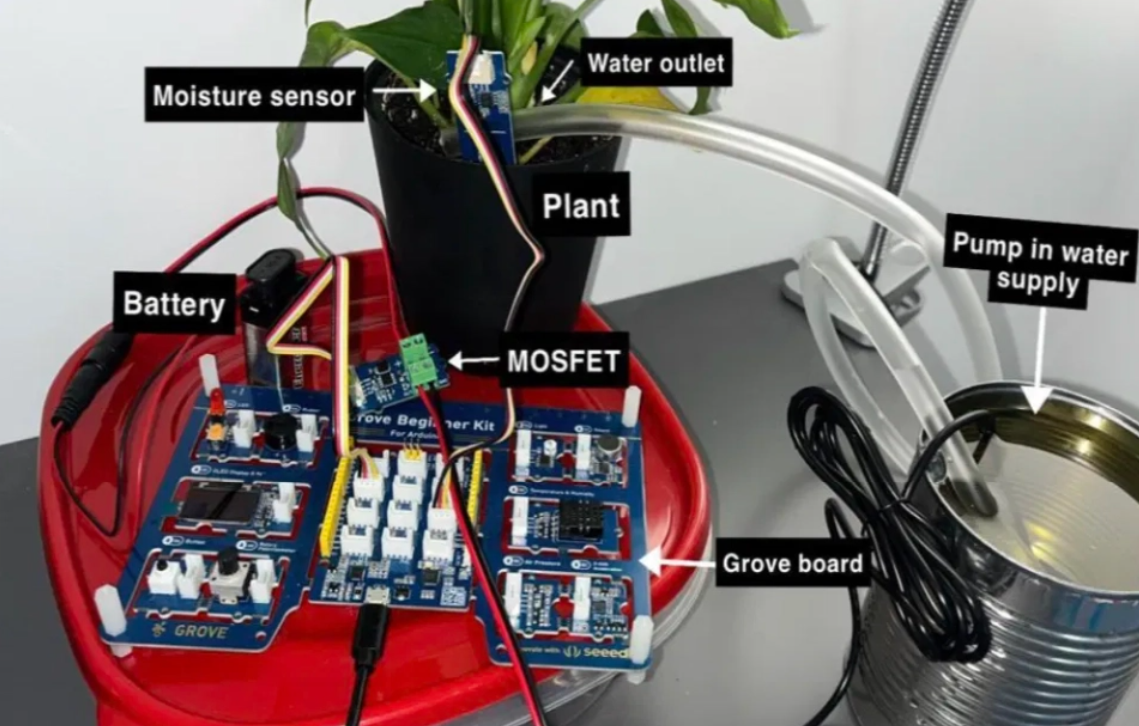 Water outlet
Moisture sensor
Plant
Pump in water
supply
Battery
MOSFET
Grove Beginner Kit
For Arduino
Grove board
GROVE
seeed